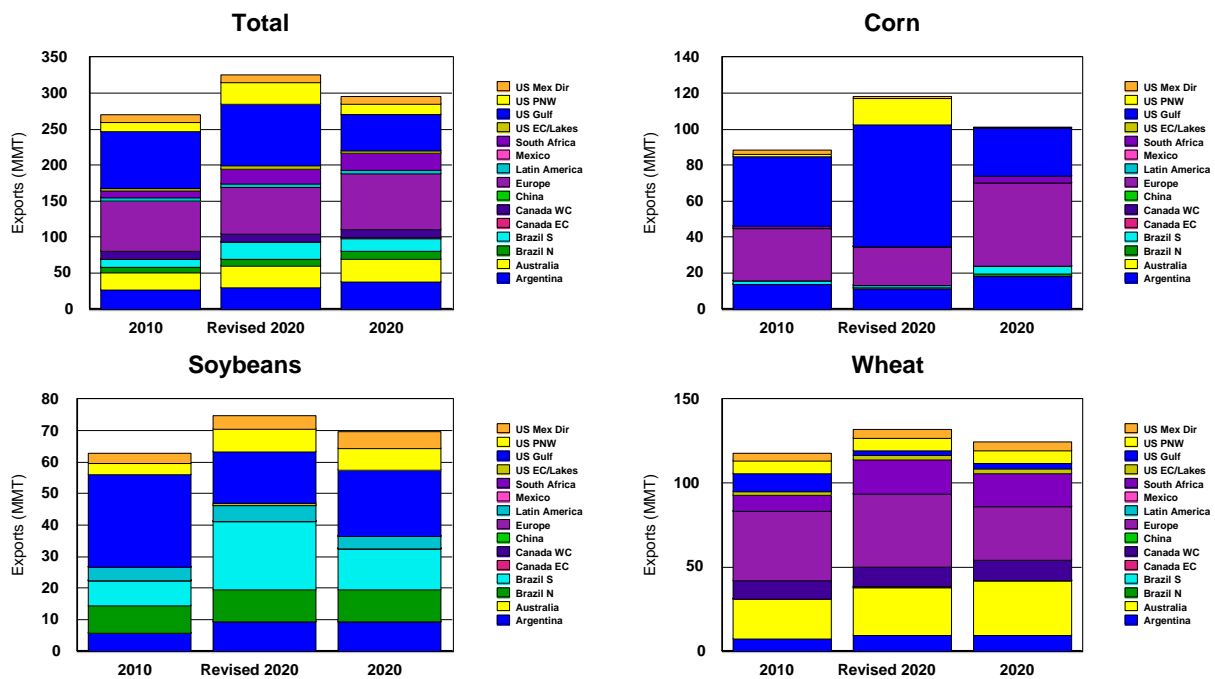 Total
Exports (MMT)
350
300
250
200
150
100
50
0
2010
Revised 2020
2020
US Mex Dir
US PNW
US Gulf
US EC/Lakes
South Africa
Mexico
Latin America
Europe
China
Canada WC
Canada EC
Brazil S
Brazil N
Australia
Argentina
Corn
Exports (MMT)
140
120
100
80
60
40
20
0
2010
Revised 2020
2020
US Mex Dir
US PNW
US Gulf
US EC/Lakes
South Africa
Mexico
Latin America
Europe
China
Canada WC
Canada EC
Brazil S
Brazil N
Australia
Argentina
Soybeans
Exports (MMT)
80
70
60
50
40
30
20
10
0
2010
Revised 2020
2020
US Mex Dir
US PNW
US Gulf
US EC/Lakes
South Africa
Mexico
Latin America
Europe
China
Canada WC
Canada EC
Brazil S
Brazil N
Australia
Argentina
Wheat
Exports (MMT)
150
100
50
0
2010
Revised 2020
2020
US Mex Dir
US PNW
US Gulf
US EC/Lakes
South Africa
Mexico
Latin America
Europe
China
Canada WC
Canada EC
Brazil S
Brazil N
Australia
Argentina